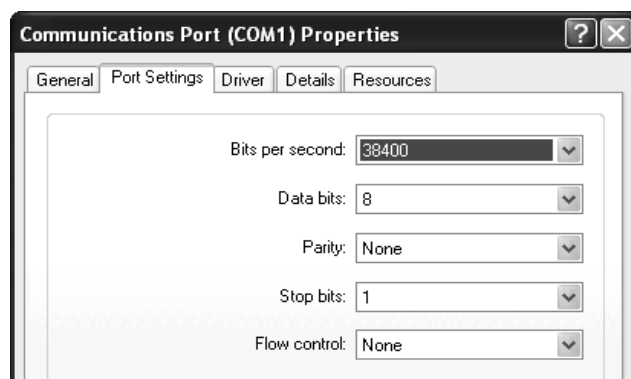 Communications Port (COM1) Properties
General Port Settings Driver Details Resources
Bits per second: 38400
Data bits: 8
Parity: None
Stop bits: 1
Flow control: None